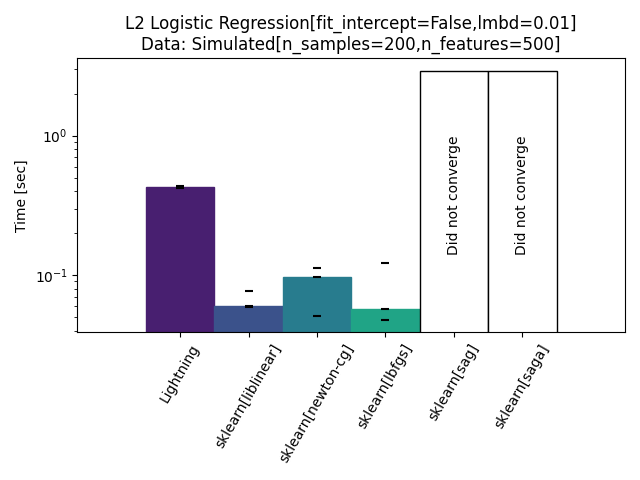 L2 Logistic Regression[fit_intercept=False,lmbd=0.01]
Data: Simulated[n_samples=200,n_features=500]
Time [sec]
10⁰
10⁻¹
Did not converge
Did not converge
Lightning
sklearn[liblinear]
sklearn[newton-cg]
sklearn[lbfgs]
sklearn[sag]
sklearn[saga]